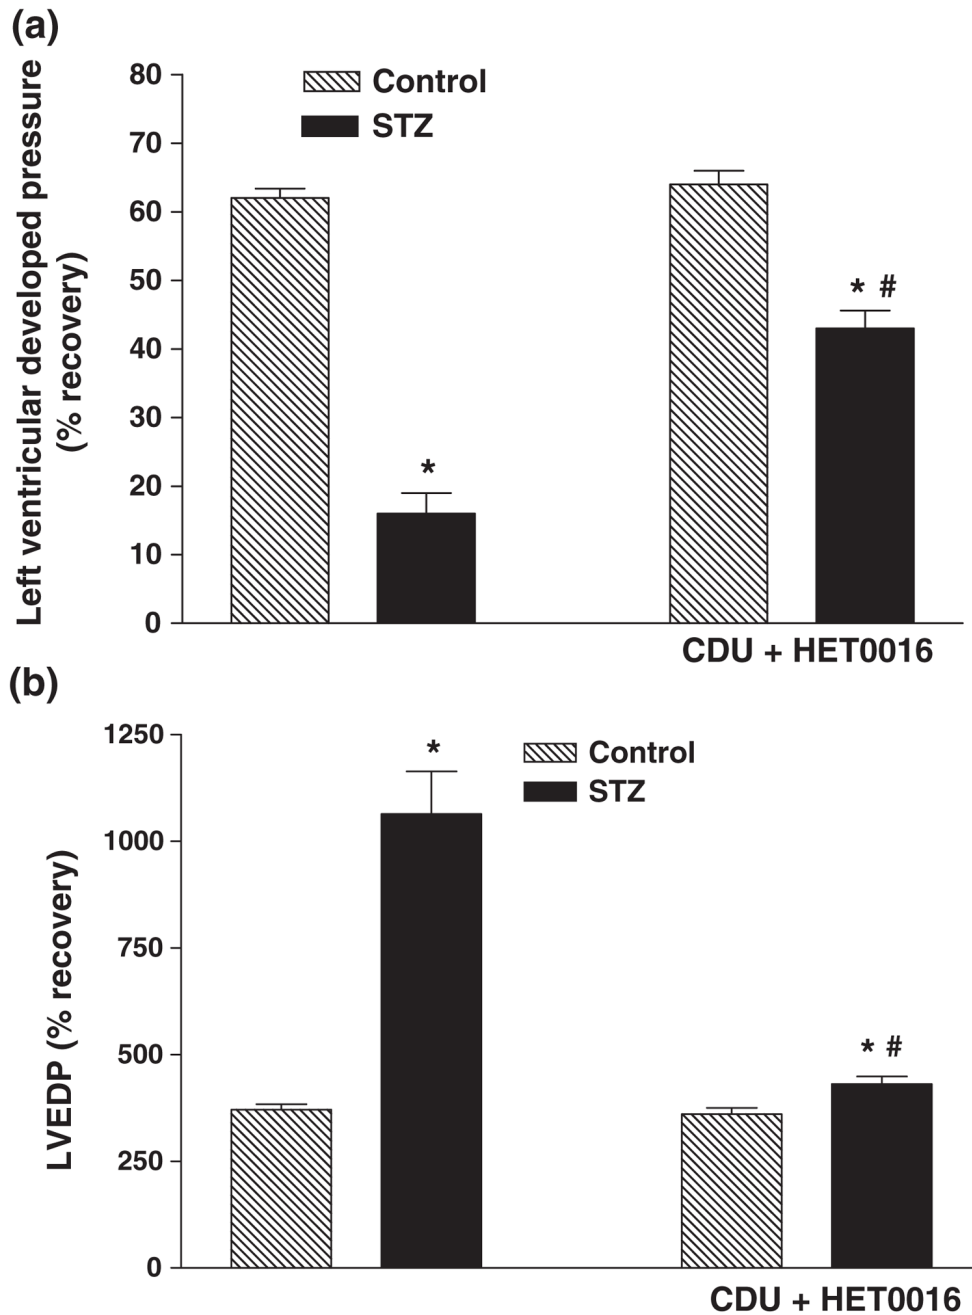 (a)
Left ventricular developed pressure
(% recovery)
80
70
60
50
40
30
20
10
0
Control
STZ
*
* #
CDU + HET0016
(b)
LVEDP (% recovery)
1250
1000
750
500
250
0
*
Control
STZ
* #
CDU + HET0016